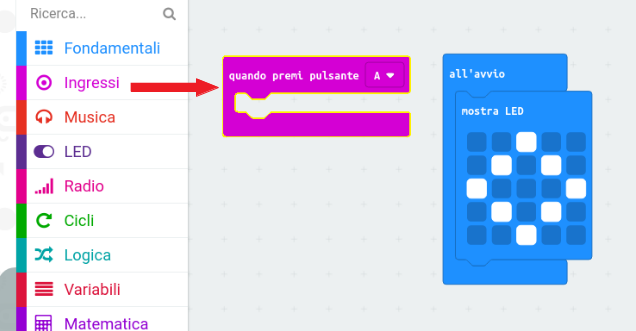 Ricerca...
Fondamentali
Ingressi
Musica
LED
Radio
Cicli
Logica
Variabili
Matematica
quando premi pulsante A
all'avvio
mostra LED